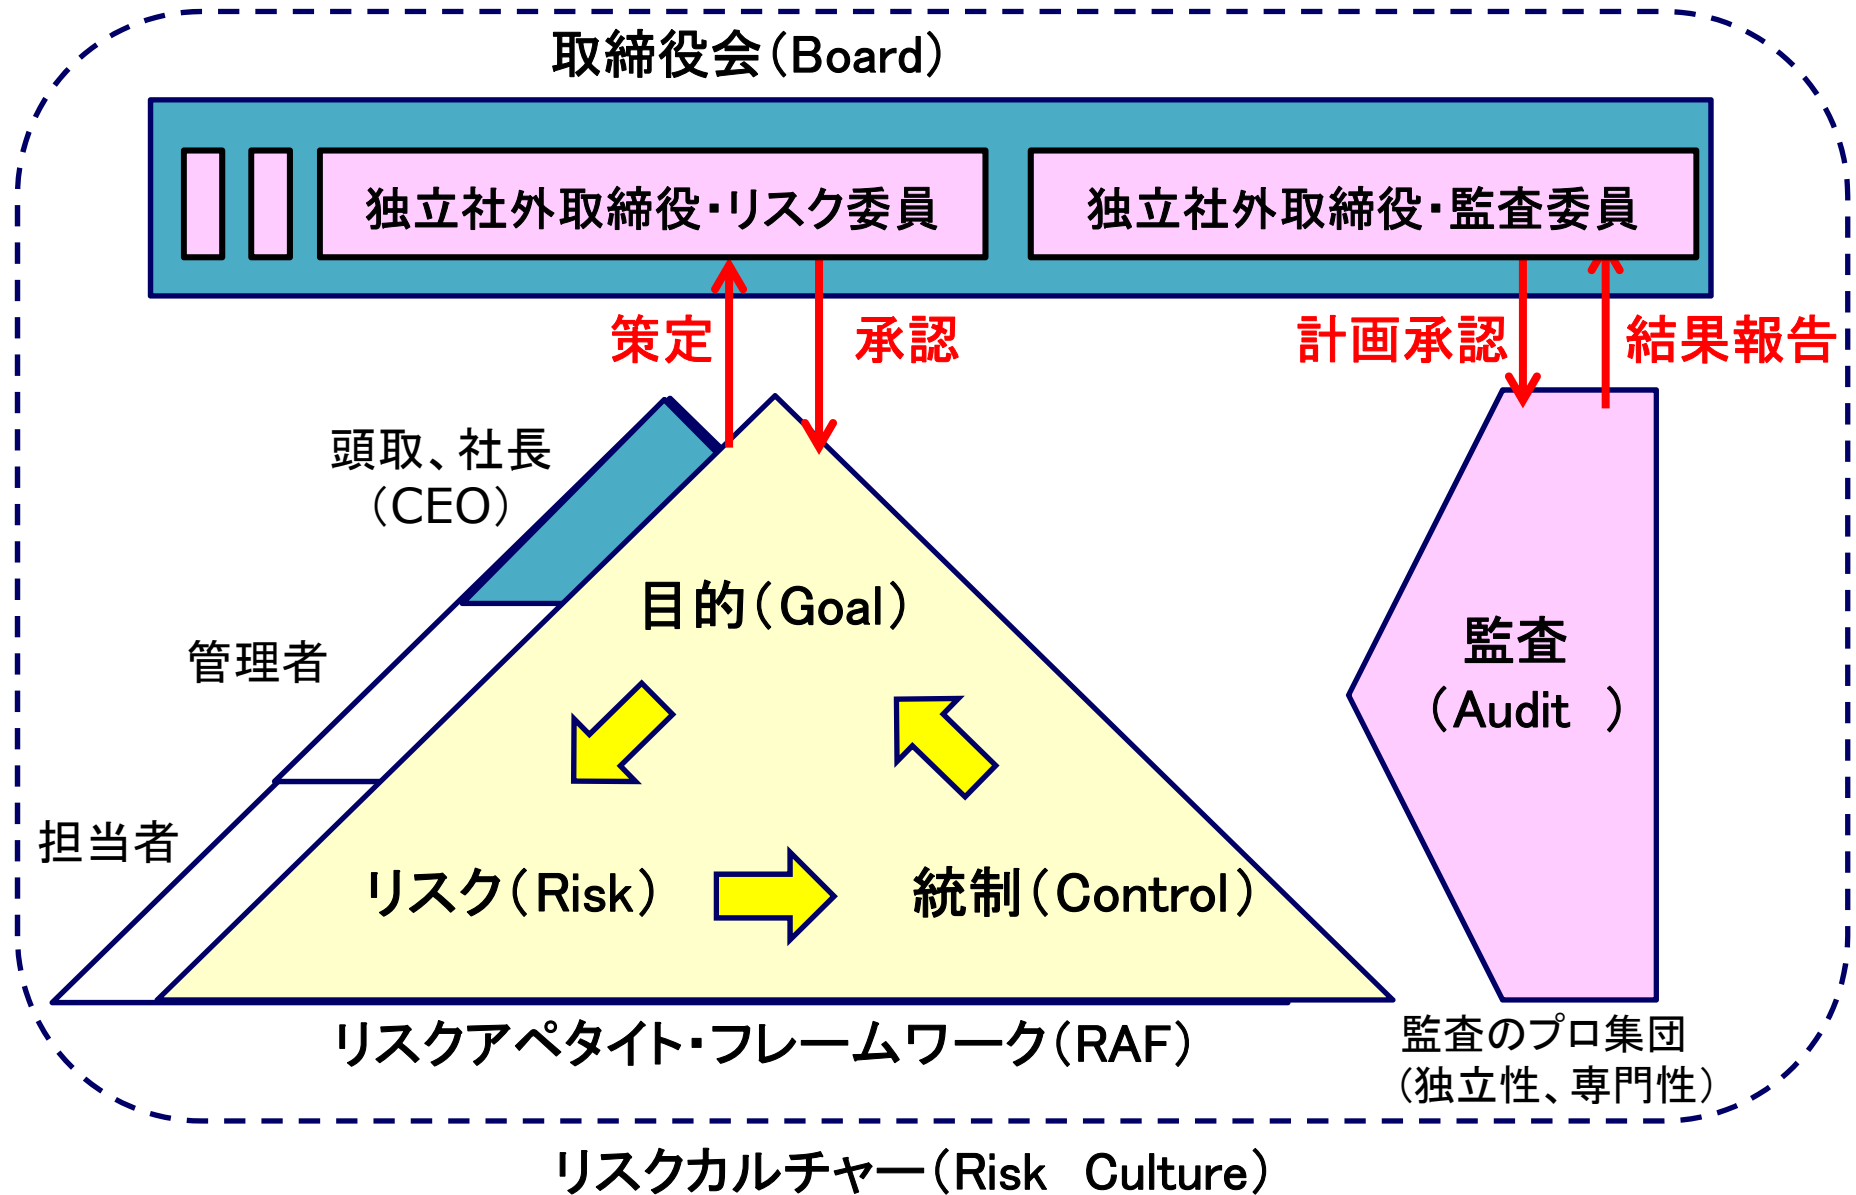 取締役会（Board）
独立社外取締役・リスク委員
独立社外取締役・監査委員
策定
承認
計画承認
結果報告
頭取、社長
（CEO）
目的（Goal）
管理者
監査
（Audit　）
担当者
リスク（Risk）
統制（Control）
リスクアペタイト・フレームワーク（RAF）
監査のプロ集団
（独立性、専門性）
リスクカルチャー（Risk　Culture）